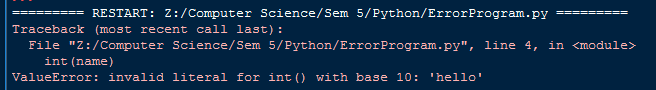 ========= RESTART: Z:/Computer Science/Sem 5/Python/ErrorProgram.py =========
Traceback (most recent call last):
  File "Z:/Computer Science/Sem 5/Python/ErrorProgram.py", line 4, in <module>
    int(name)
ValueError: invalid literal for int() with base 10: 'hello'